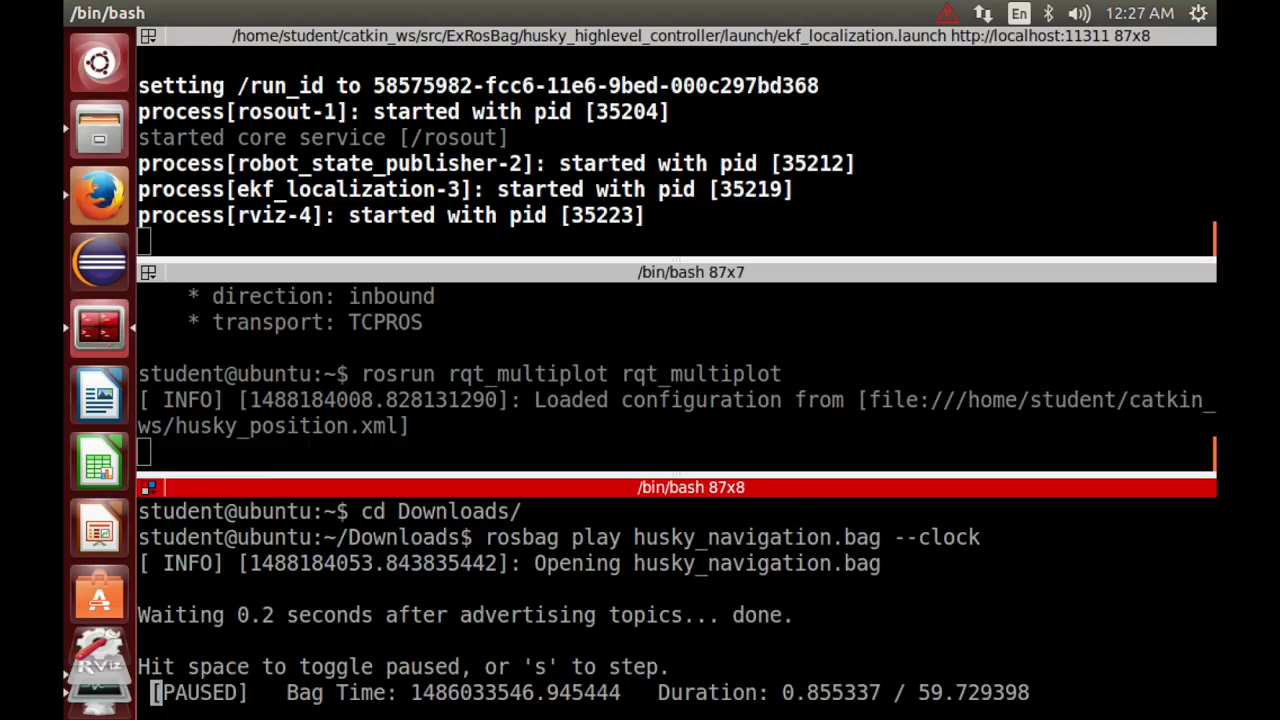 /bin/bash
En
12:27 AM
/home/student/catkin_ws/src/ExRosBag/husky_highlevel_controller/launch/ekf_localization.launch http://localhost:11311 87x8
setting /run_id to 58575982-fcc6-11e6-9bed-000c297bd368
process[rosout-1]: started with pid [35204]
started core service [/rosout]
process[robot_state_publisher-2]: started with pid [35212]
process[ekf_localization-3]: started with pid [35219]
process[rviz-4]: started with pid [35223]
/bin/bash 87x7
* direction: inbound
* transport: TCPROS
student@ubuntu:~$ rosrun rqt_multiplot rqt_multiplot
[ INFO] [1488184008.828131290]: Loaded configuration from [file:///home/student/catkin_
ws/husky_position.xml]
/bin/bash 87x8
student@ubuntu:~$ cd Downloads/
student@ubuntu:~/Downloads$ rosbag play husky_navigation.bag --clock
[ INFO] [1488184053.843835442]: Opening husky_navigation.bag
Waiting 0.2 seconds after advertising topics... done.
Hit space to toggle paused, or 's' to step.
[PAUSED]   Bag Time: 1486033546.945444   Duration: 0.855337 / 59.729398
RViz